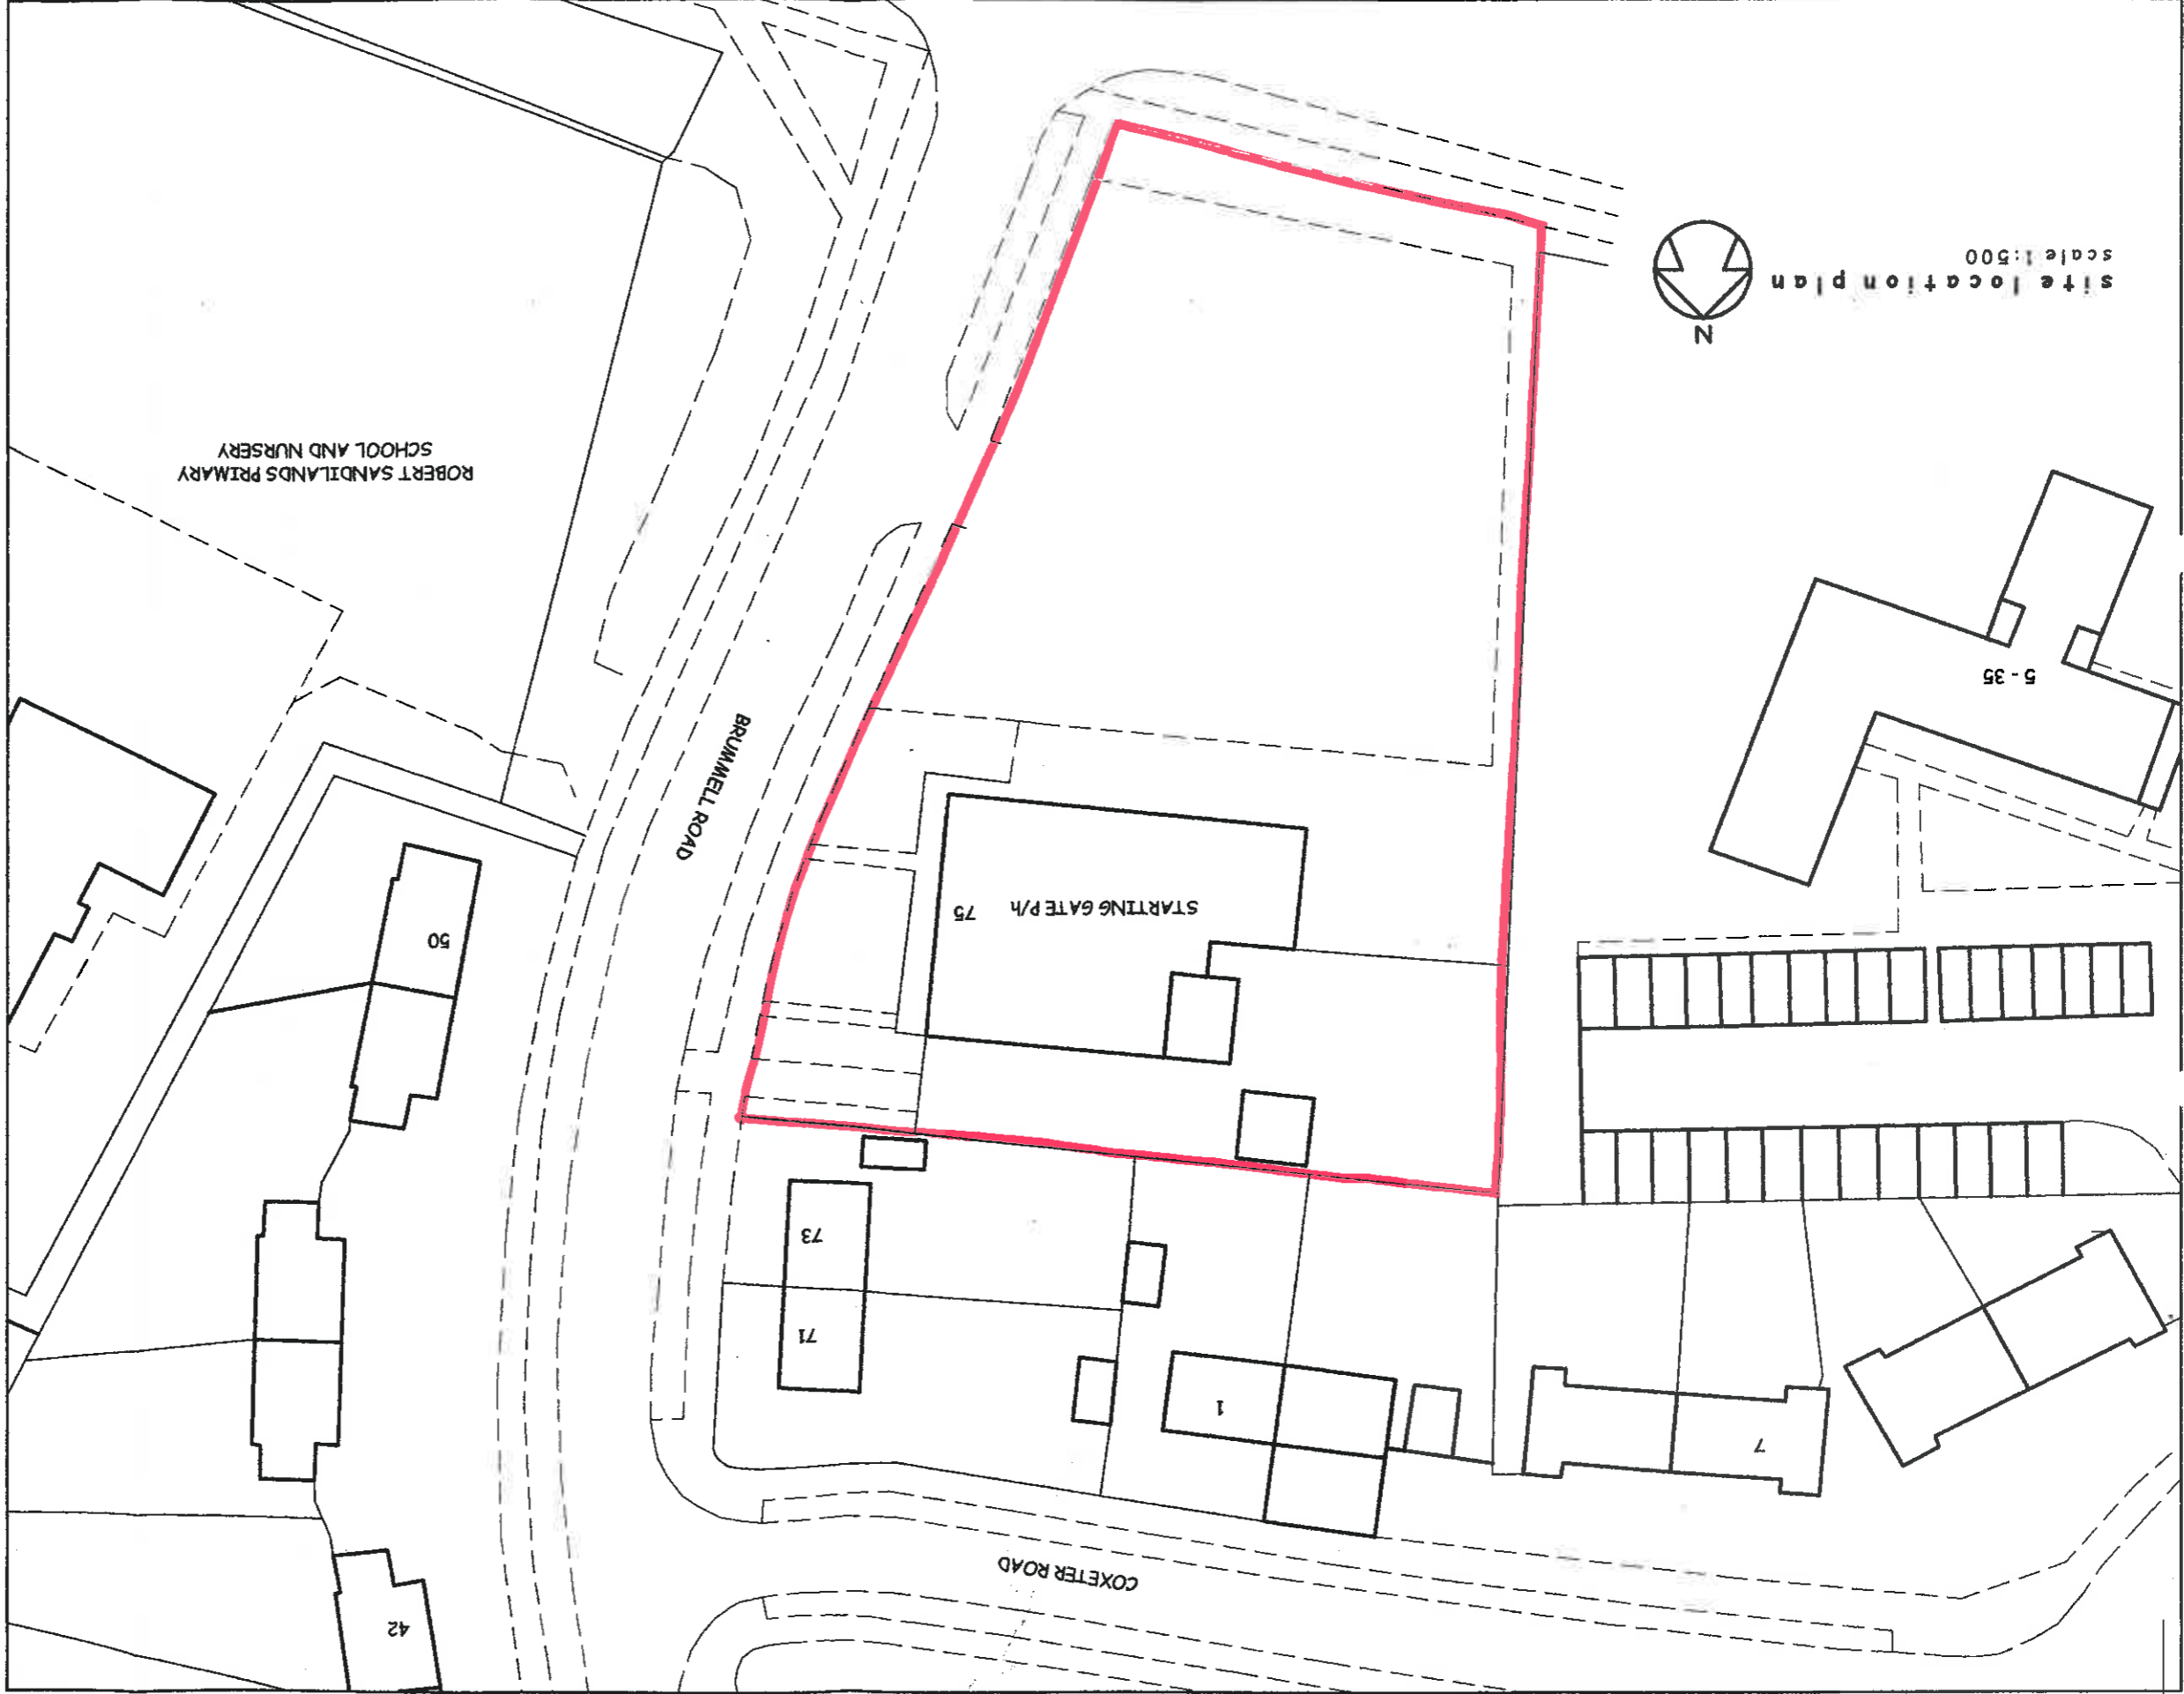 COXETER ROAD
42
7
1
71
73
STARTING GATE P/h
75
50
BRUMMELL ROAD
5 - 35
ROBERT SANDILANDS PRIMARY
SCHOOL AND NURSERY
N
site location plan
scale 1:500